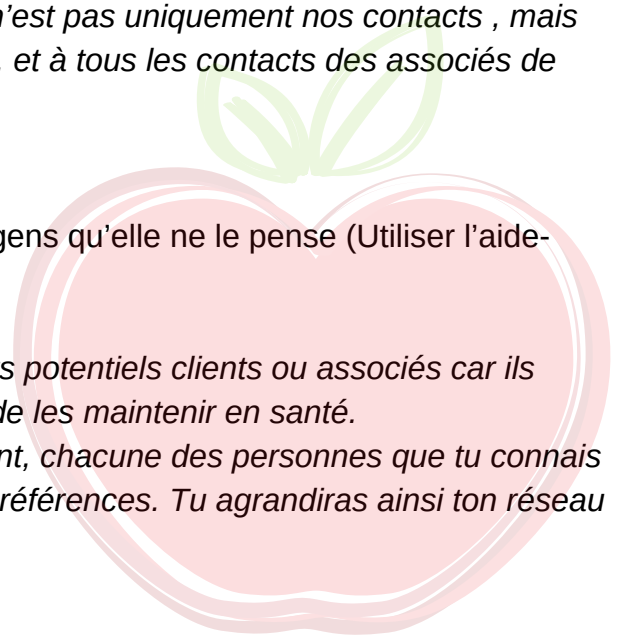 n'est pas uniquement nos contacts , mais
et à tous les contacts des associés de
gens qu'elle ne le pense (Utiliser l'aide-
s potentiels clients ou associés car ils
de les maintenir en santé.
nt, chacune des personnes que tu connais
références. Tu agrandiras ainsi ton réseau